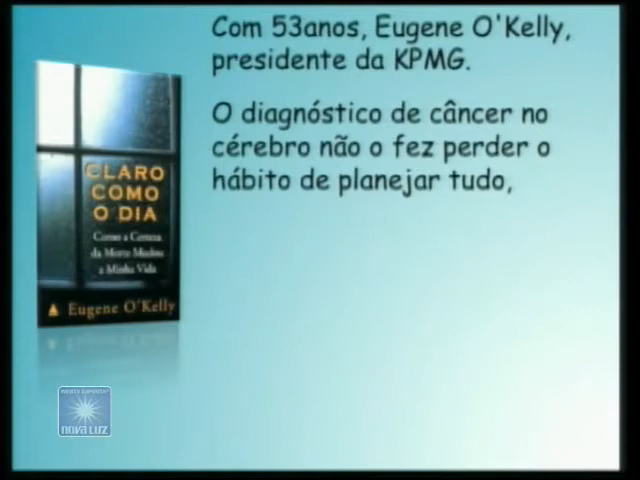 Com 53anos, Eugene O'Kelly,
presidente da KPMG.
O diagnóstico de câncer no
cérebro não o fez perder o
hábito de planejar tudo,
CLARO
COMO
O DIA
Como a Certeza
da Morte Mudou
a Minha Vida
Eugene O'Kelly
NOVA LUZ